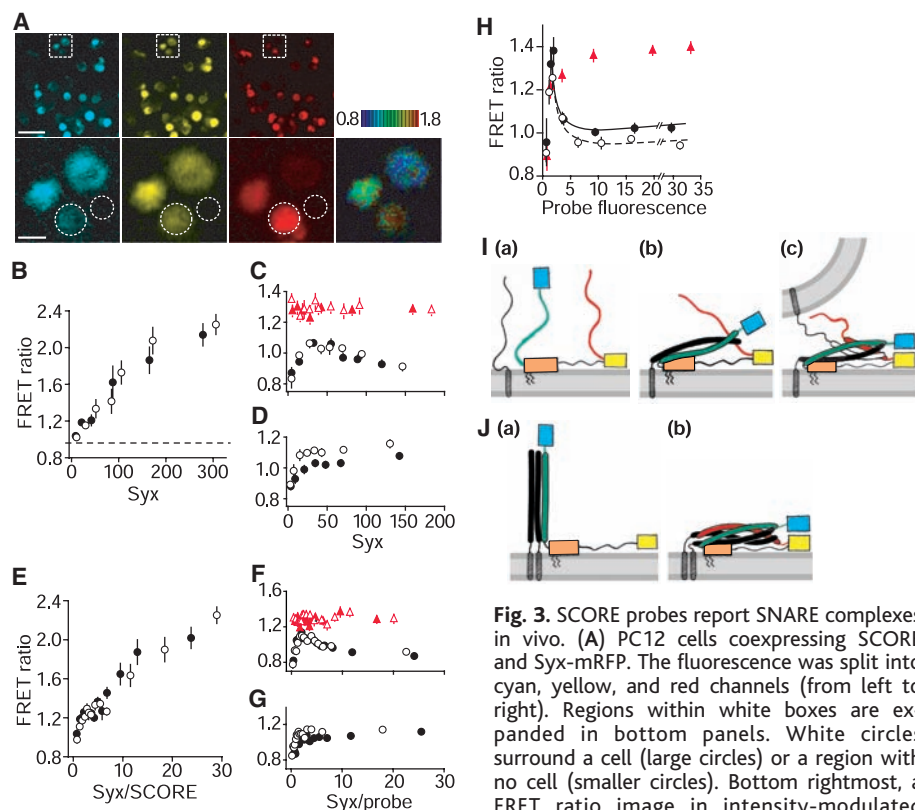 A
0.8 1.8
B
FRET ratio
2.4
2.0
1.6
1.2
0.8
0 100 200 300
Syx
C
1.4
1.2
1.0
0.8
D
1.2
1.0
0.8
0 50 100 150 200
Syx
E
FRET ratio
2.4
2.0
1.6
1.2
0.8
0 10 20 30
Syx/SCORE
F
1.6
1.2
0.8
G
1.2
0.8
0 10 20 30
Syx/probe
H
FRET ratio
1.4
1.2
1.0
0.8
0 5 15 25 35
Probe fluorescence
I (a) (b) (c)
J (a) (b)
Fig. 3. SCORE probes report SNARE complexes
in vivo. (A) PC12 cells coexpressing SCORE
and Syx-mRFP. The fluorescence was split into
cyan, yellow, and red channels (from left to
right). Regions within white boxes are ex-
panded in bottom panels. White circles
surround a cell (large circles) or a region with
no cell (smaller circles). Bottom rightmost, a
FRET ratio image in intensity-modulated